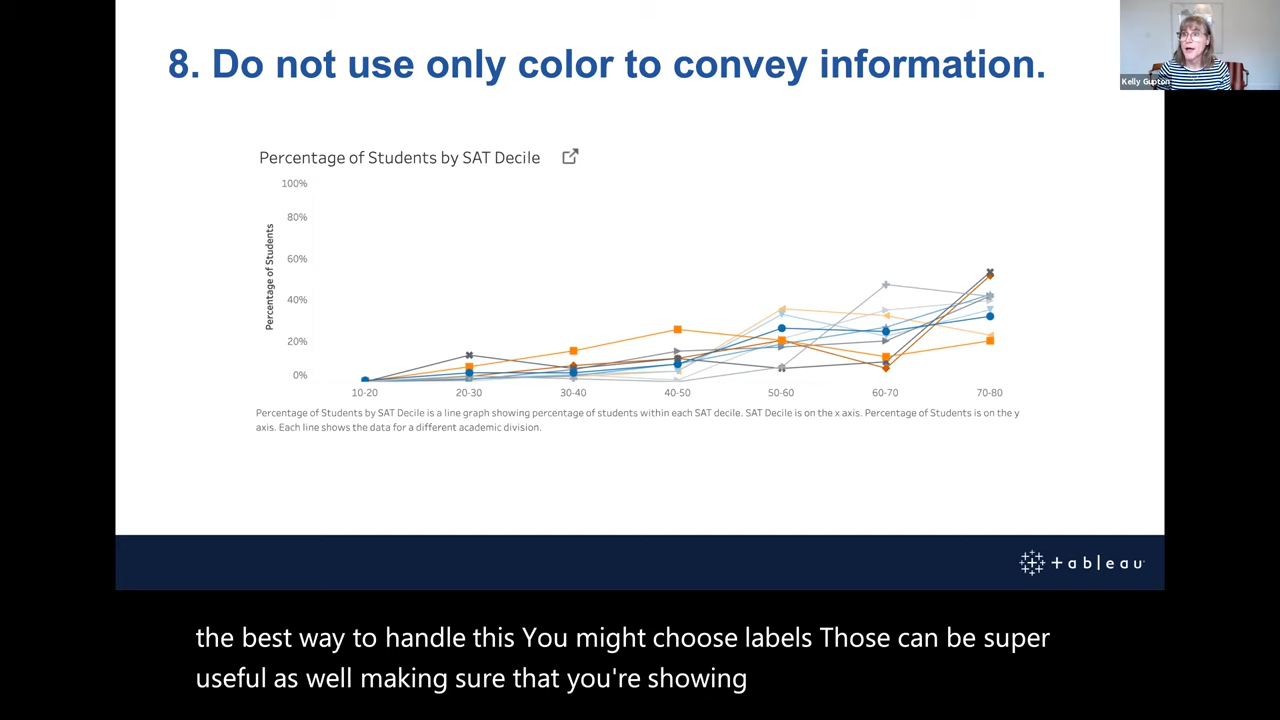 8. Do not use only color to convey information.
Kelly Gupton
Percentage of Students by SAT Decile
100%
80%
60%
40%
20%
0%
Percentage of Students
10-20
20-30
30-40
40-50
50-60
60-70
70-80
Percentage of Students by SAT Decile is a line graph showing percentage of students within each SAT decile. SAT Decile is on the x axis. Percentage of Students is on the y
axis. Each line shows the data for a different academic division.
+ableau
the best way to handle this You might choose labels Those can be super
useful as well making sure that you're showing